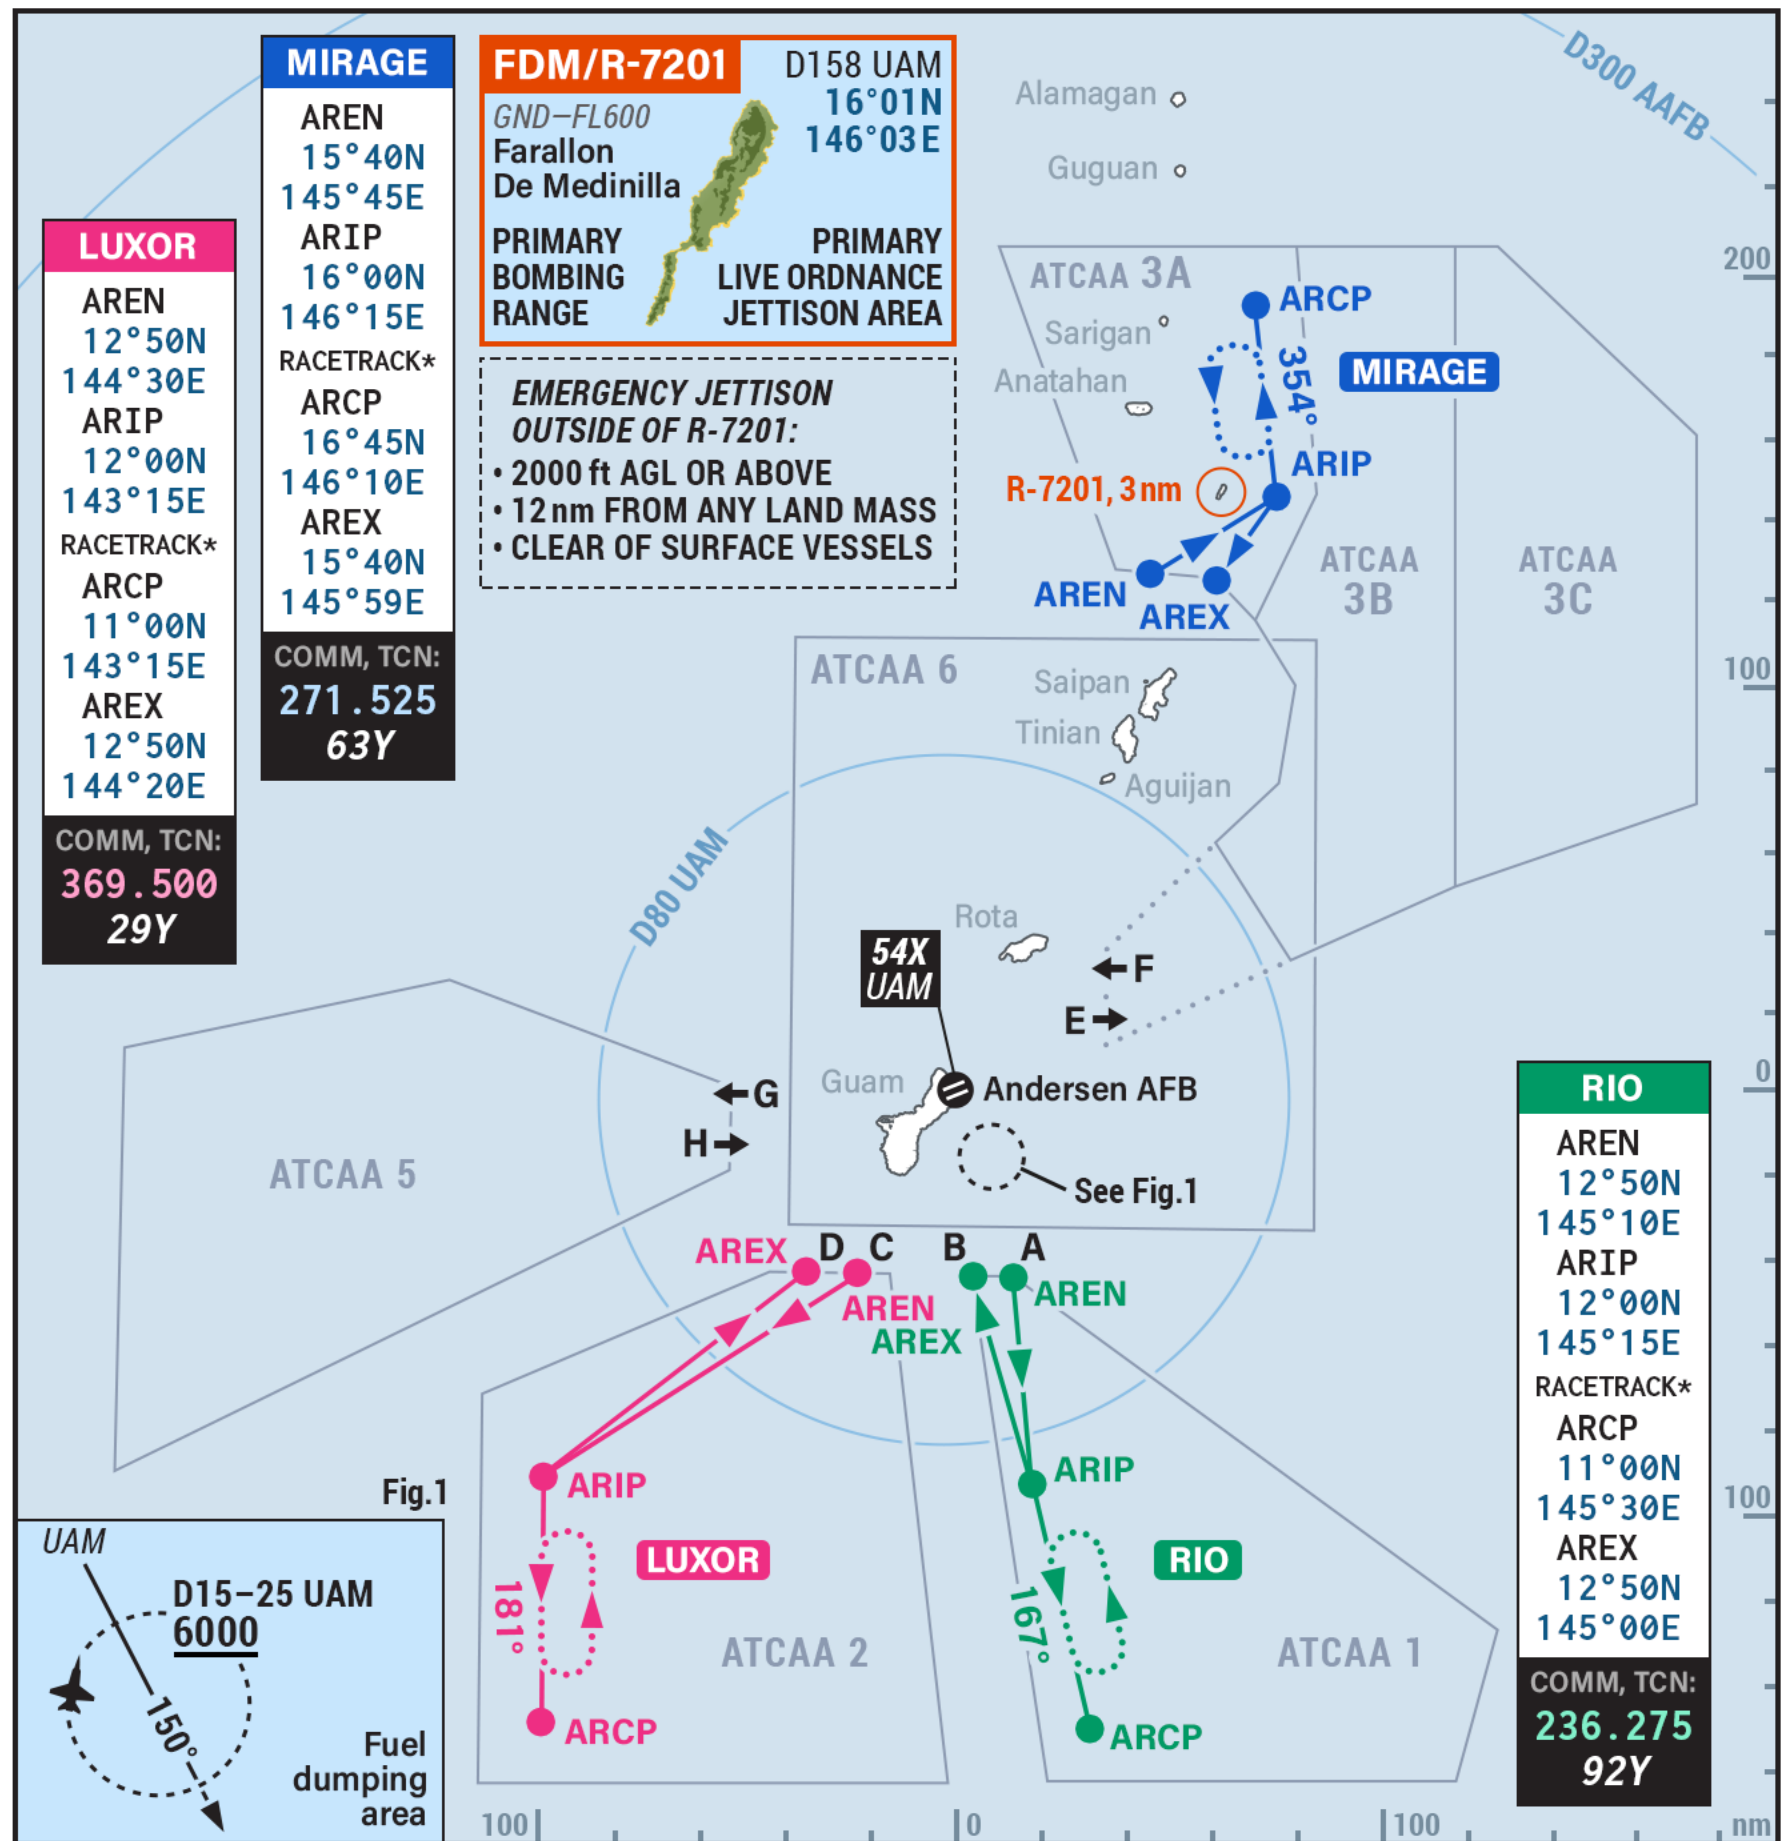 MIRAGE
AREN
15°40N
145°45E
ARIP
16°00N
146°15E
RACETRACK*
ARCP
16°45N
146°10E
AREX
15°40N
145°59E
COMM, TCN:
271.525
63Y
LUXOR
AREN
12°50N
144°30E
ARIP
12°00N
143°15E
RACETRACK*
ARCP
11°00N
143°15E
AREX
12°50N
144°20E
COMM, TCN:
369.500
29Y
FDM/R-7201
D158 UAM
16°01N
146°03E
GND–FL600
Farallon
De Medinilla
PRIMARY
BOMBING
RANGE
PRIMARY
LIVE ORDNANCE
JETTISON AREA
EMERGENCY JETTISON
OUTSIDE OF R-7201:
• 2000 ft AGL OR ABOVE
• 12 nm FROM ANY LAND MASS
• CLEAR OF SURFACE VESSELS
D300 AAFB
Alamagan
Guguan
ATCAA 3A
ARCP
Sarigan
Anatahan
354°
MIRAGE
ARIP
R-7201, 3 nm
AREN
AREX
ATCAA
3B
ATCAA
3C
200
100
0
100
ATCAA 6
Saipan
Tinian
Aguijan
D80 UAM
Rota
54X
UAM
F
E
Guam
Andersen AFB
See Fig.1
G
H
ATCAA 5
AREX
D
C
B
A
AREN
AREN
AREX
ARIP
ARIP
LUXOR
RIO
181°
167°
ATCAA 2
ATCAA 1
ARCP
ARCP
Fig.1
UAM
D15–25 UAM
6000
150°
Fuel
dumping
area
RIO
AREN
12°50N
145°10E
ARIP
12°00N
145°15E
RACETRACK*
ARCP
11°00N
145°30E
AREX
12°50N
145°00E
COMM, TCN:
236.275
92Y
100
0
100
nm